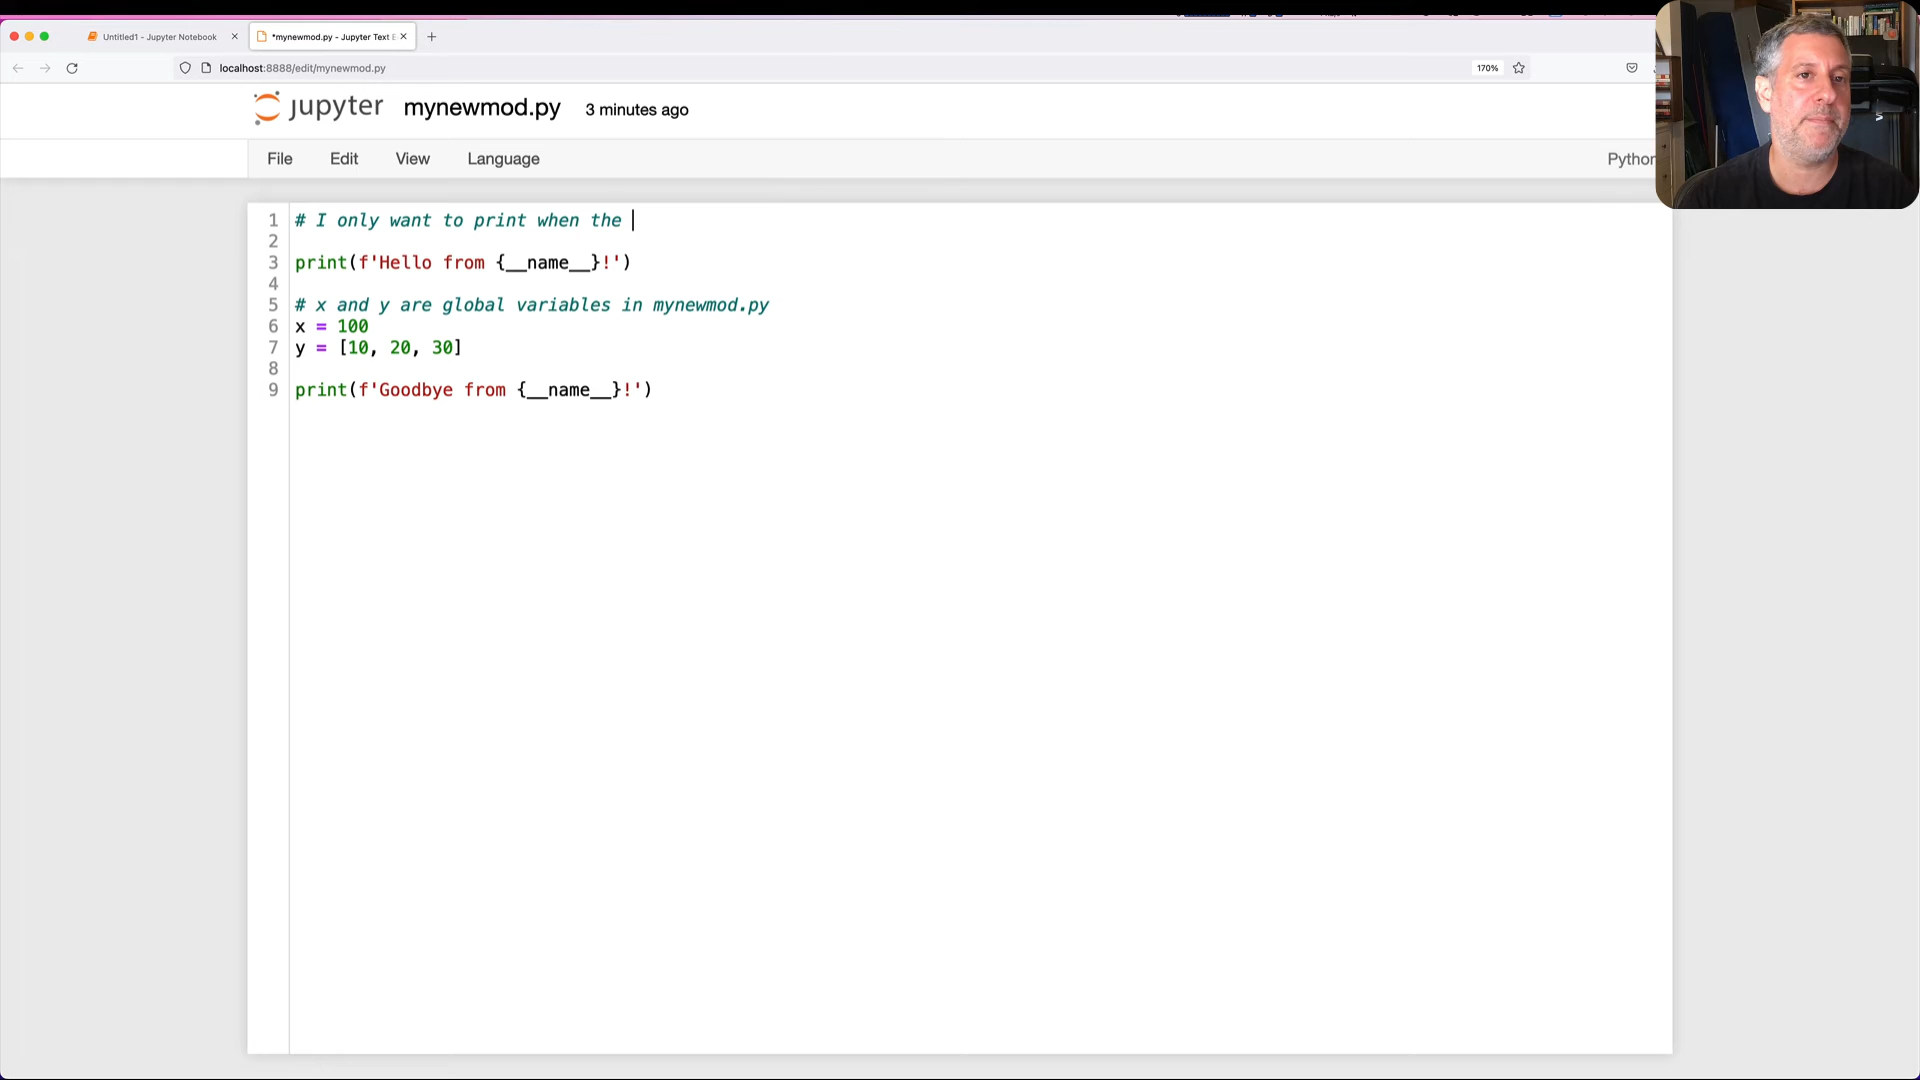 Untitled1 - Jupyter Notebook
*mynewmod.py - Jupyter Text E
localhost:8888/edit/mynewmod.py
170%
jupyter mynewmod.py 3 minutes ago
File Edit View Language
Python
1 # I only want to print when the
2
3 print(f'Hello from {__name__}!')
4
5 # x and y are global variables in mynewmod.py
6 x = 100
7 y = [10, 20, 30]
8
9 print(f'Goodbye from {__name__}!')